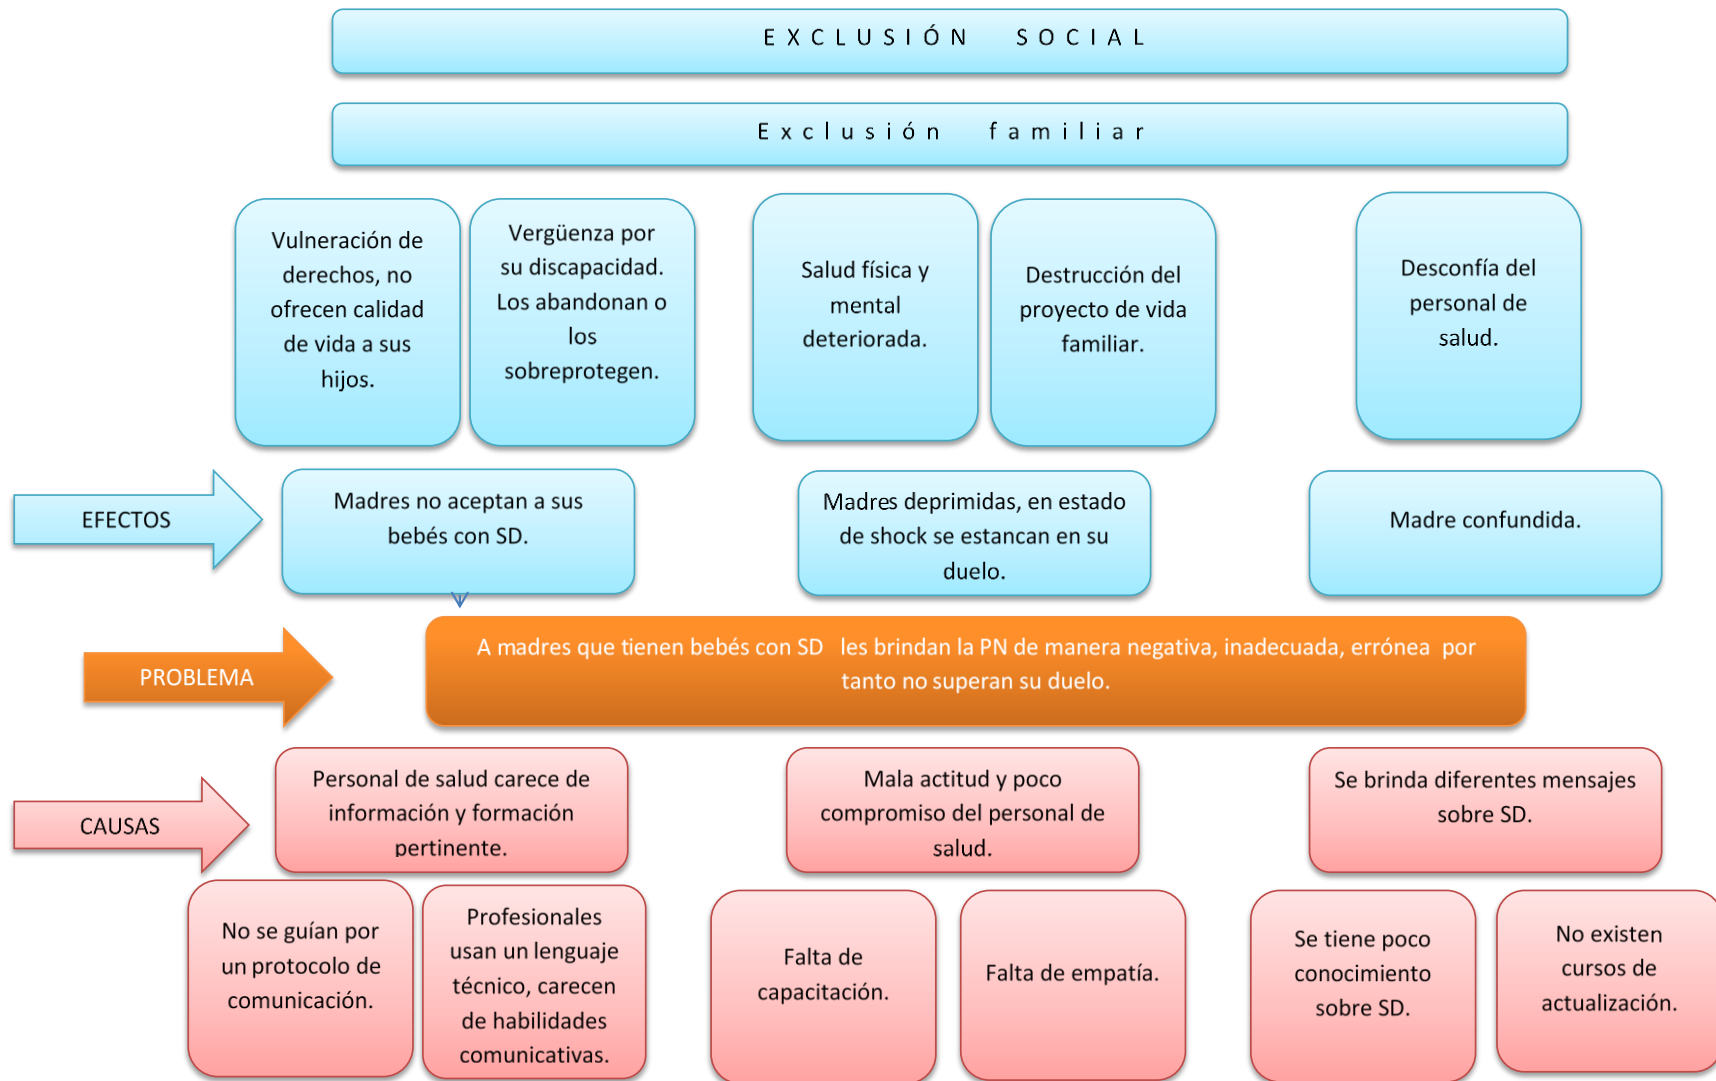 EXCLUSIÓN SOCIAL
Exclusión familiar
Vulneración de
derechos, no
ofrecen calidad
de vida a sus
hijos.
Vergüenza por
su discapacidad.
Los abandonan o
los
sobreprotegen.
Salud física y
mental
deteriorada.
Destrucción del
proyecto de vida
familiar.
Desconfía del
personal de
salud.
EFECTOS
Madres no aceptan a sus
bebés con SD.
Madres deprimidas, en estado
de shock se estancan en su
duelo.
Madre confundida.
PROBLEMA
A madres que tienen bebés con SD les brindan la PN de manera negativa, inadecuada, errónea por
tanto no superan su duelo.
CAUSAS
Personal de salud carece de
información y formación
pertinente.
Mala actitud y poco
compromiso del personal de
salud.
Se brinda diferentes mensajes
sobre SD.
No se guían por
un protocolo de
comunicación.
Profesionales
usan un lenguaje
técnico, carecen
de habilidades
comunicativas.
Falta de
capacitación.
Falta de empatía.
Se tiene poco
conocimiento
sobre SD.
No existen
cursos de
actualización.